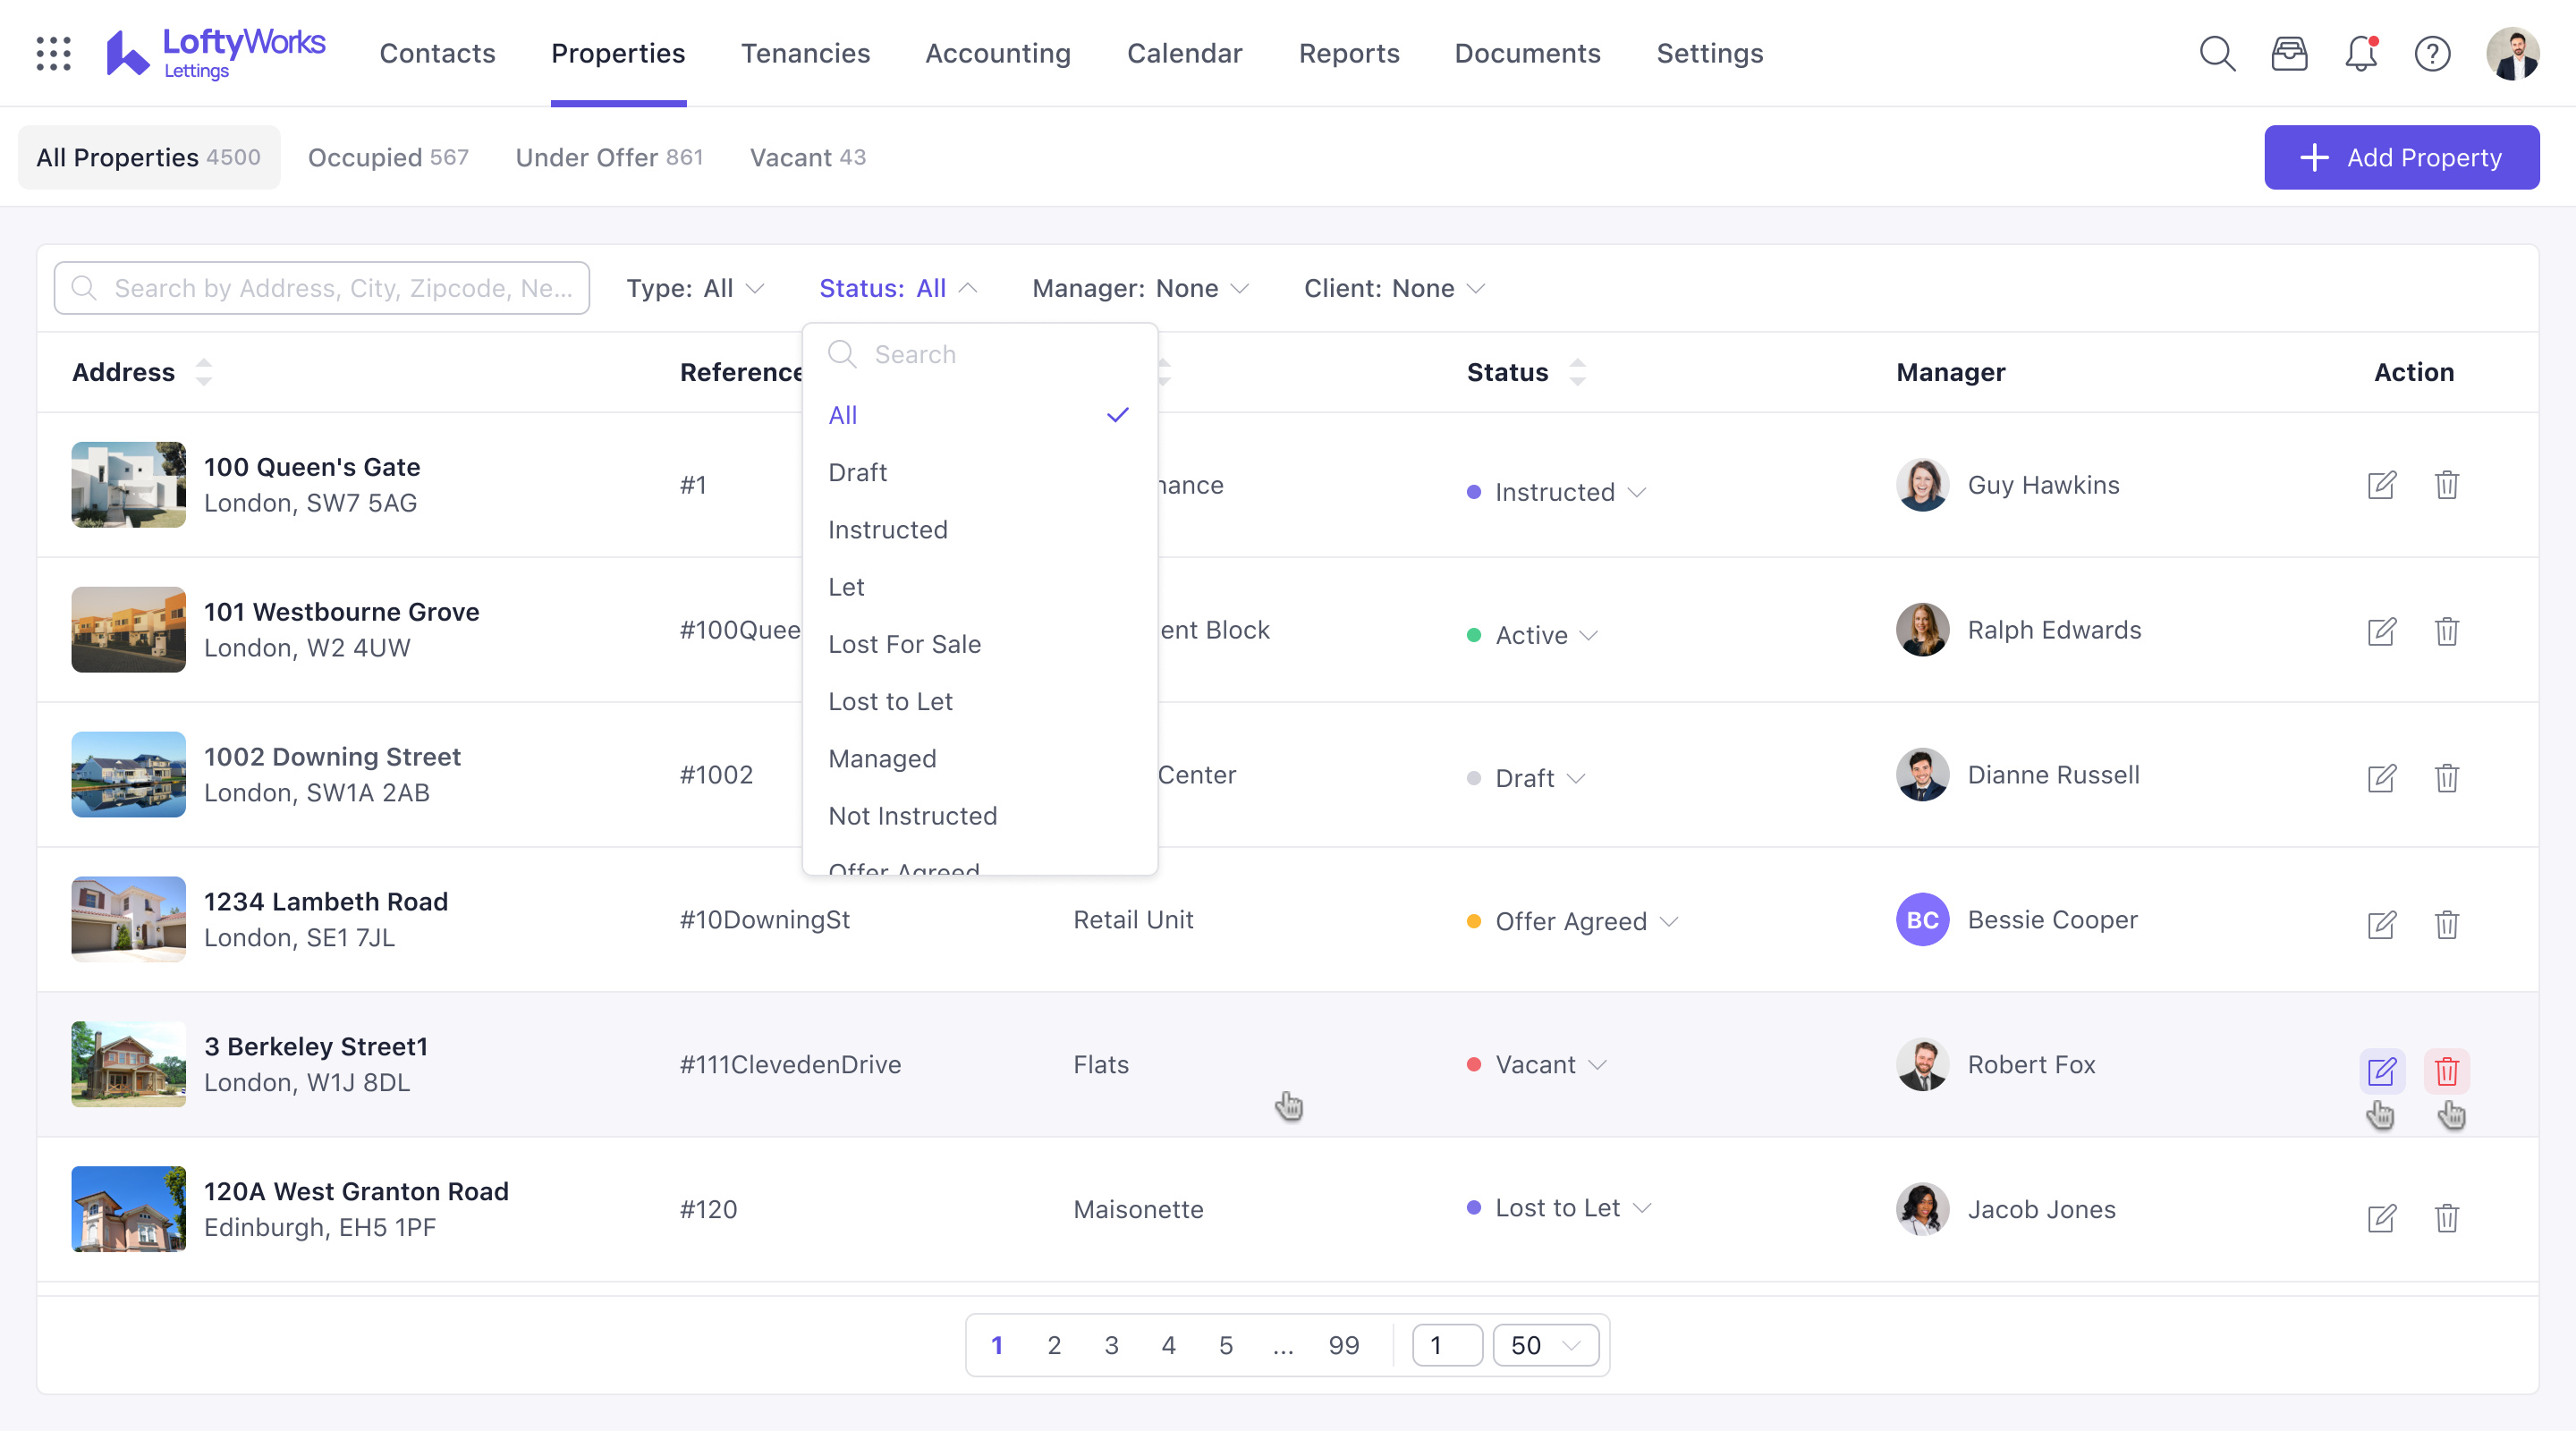 LoftyWorks
Lettings
Contacts
Properties
Tenancies
Accounting
Calendar
Reports
Documents
Settings
All Properties 4500
Occupied 567
Under Offer 861
Vacant 43
Add Property
Search by Address, City, Zipcode, Ne...
Type: All
Status: All
Manager: None
Client: None
Search
All
Draft
Instructed
Let
Lost For Sale
Lost to Let
Managed
Not Instructed
Offer Agreed
Address
Reference
Status
Manager
Action
100 Queen's Gate
London, SW7 5AG
#1
Instructed
Guy Hawkins
101 Westbourne Grove
London, W2 4UW
#100Quee
ent Block
Active
Ralph Edwards
1002 Downing Street
London, SW1A 2AB
#1002
Center
Draft
Dianne Russell
1234 Lambeth Road
London, SE1 7JL
#10DowningSt
Retail Unit
Offer Agreed
BC
Bessie Cooper
3 Berkeley Street1
London, W1J 8DL
#111ClevedenDrive
Flats
Vacant
Robert Fox
120A West Granton Road
Edinburgh, EH5 1PF
#120
Maisonette
Lost to Let
Jacob Jones
1 2 3 4 5 ... 99
1
50